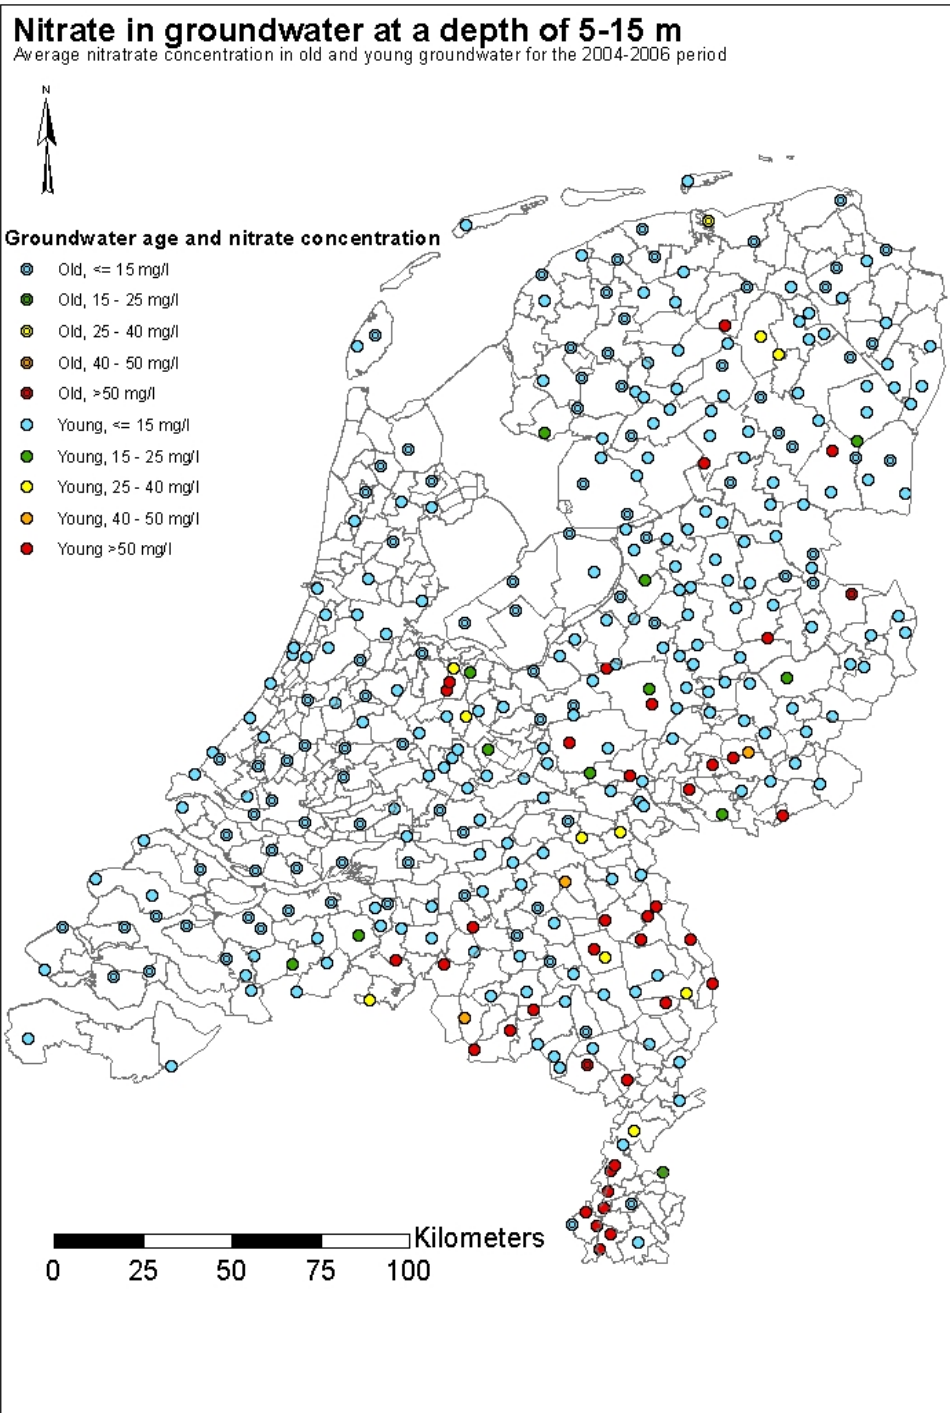 Nitrate in groundwater at a depth of 5-15 m
Average nitratrate concentration in old and young groundwater for the 2004-2006 period
N
Groundwater age and nitrate concentration
Old, <= 15 mg/l
Old, 15 - 25 mg/l
Old, 25 - 40 mg/l
Old, 40 - 50 mg/l
Old, >50 mg/l
Young, <= 15 mg/l
Young, 15 - 25 mg/l
Young, 25 - 40 mg/l
Young, 40 - 50 mg/l
Young >50 mg/l
Kilometers
0 25 50 75 100